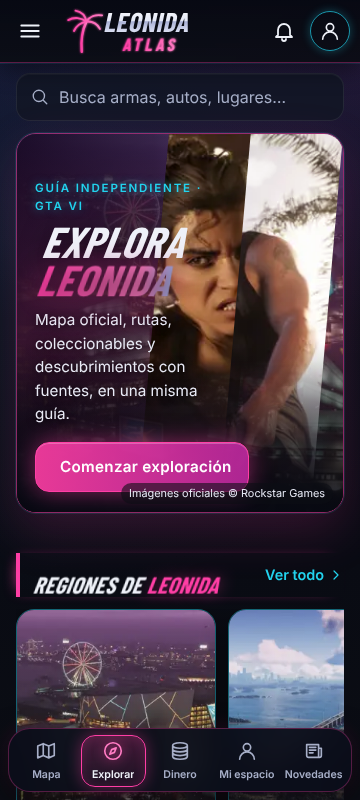 LEONIDA
ATLAS
Busca armas, autos, lugares...
GUÍA INDEPENDIENTE ·
GTA VI
EXPLORA
LEONIDA
Mapa oficial, rutas,
coleccionables y
descubrimientos con
fuentes, en una misma
guía.
Comenzar exploración
Imágenes oficiales © Rockstar Games
REGIONES DE LEONIDA
Ver todo
Mapa
Explorar
Dinero
Mi espacio
Novedades